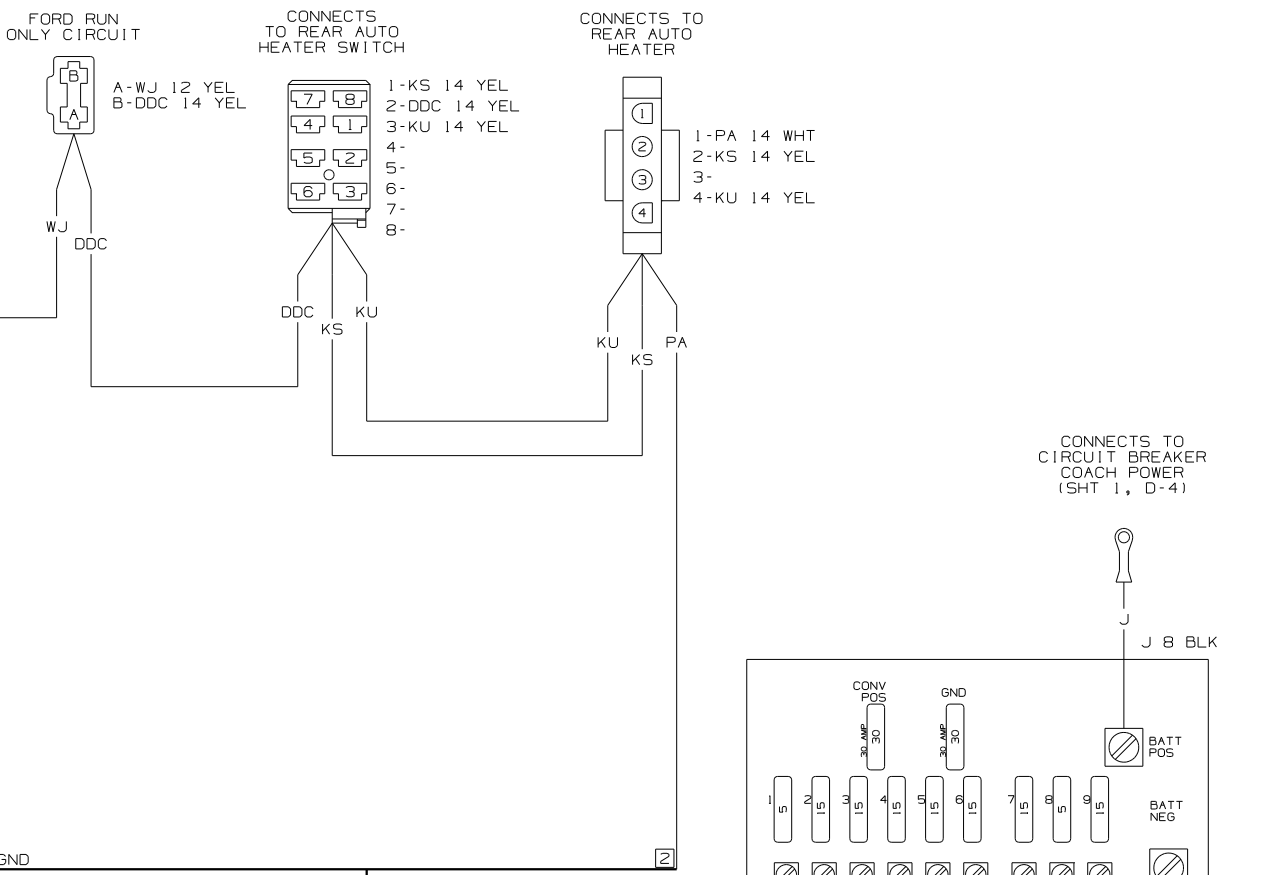 FORD RUN
ONLY CIRCUIT
B
A
A-WJ 12 YEL
B-DDC 14 YEL
WJ
DDC
CONNECTS
TO REAR AUTO
HEATER SWITCH
7 8
4 1
5 2
6 3
1-KS 14 YEL
2-DDC 14 YEL
3-KU 14 YEL
4-
5-
6-
7-
8-
DDC
KS
KU
CONNECTS TO
REAR AUTO
HEATER
1
2
3
4
1-PA 14 WHT
2-KS 14 YEL
3-
4-KU 14 YEL
KU
KS
PA
CONNECTS TO
CIRCUIT BREAKER
COACH POWER
(SHT 1, D-4)
J
J 8 BLK
CONV
POS
GND
30 AMP
30
30 AMP
30
BATT
POS
1 5
2 15
3 15
4 15
5 15
6 15
7 15
8 5
9 15
BATT
NEG
GND
2